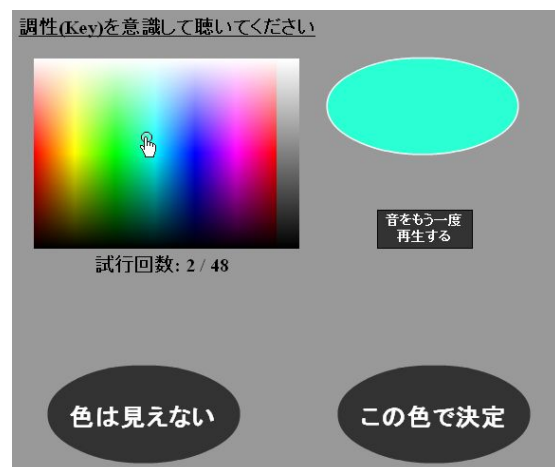 調性(Key)を意識して聴いてください
音をもう一度
再生する
試行回数: 2 / 48
色は見えない
この色で決定